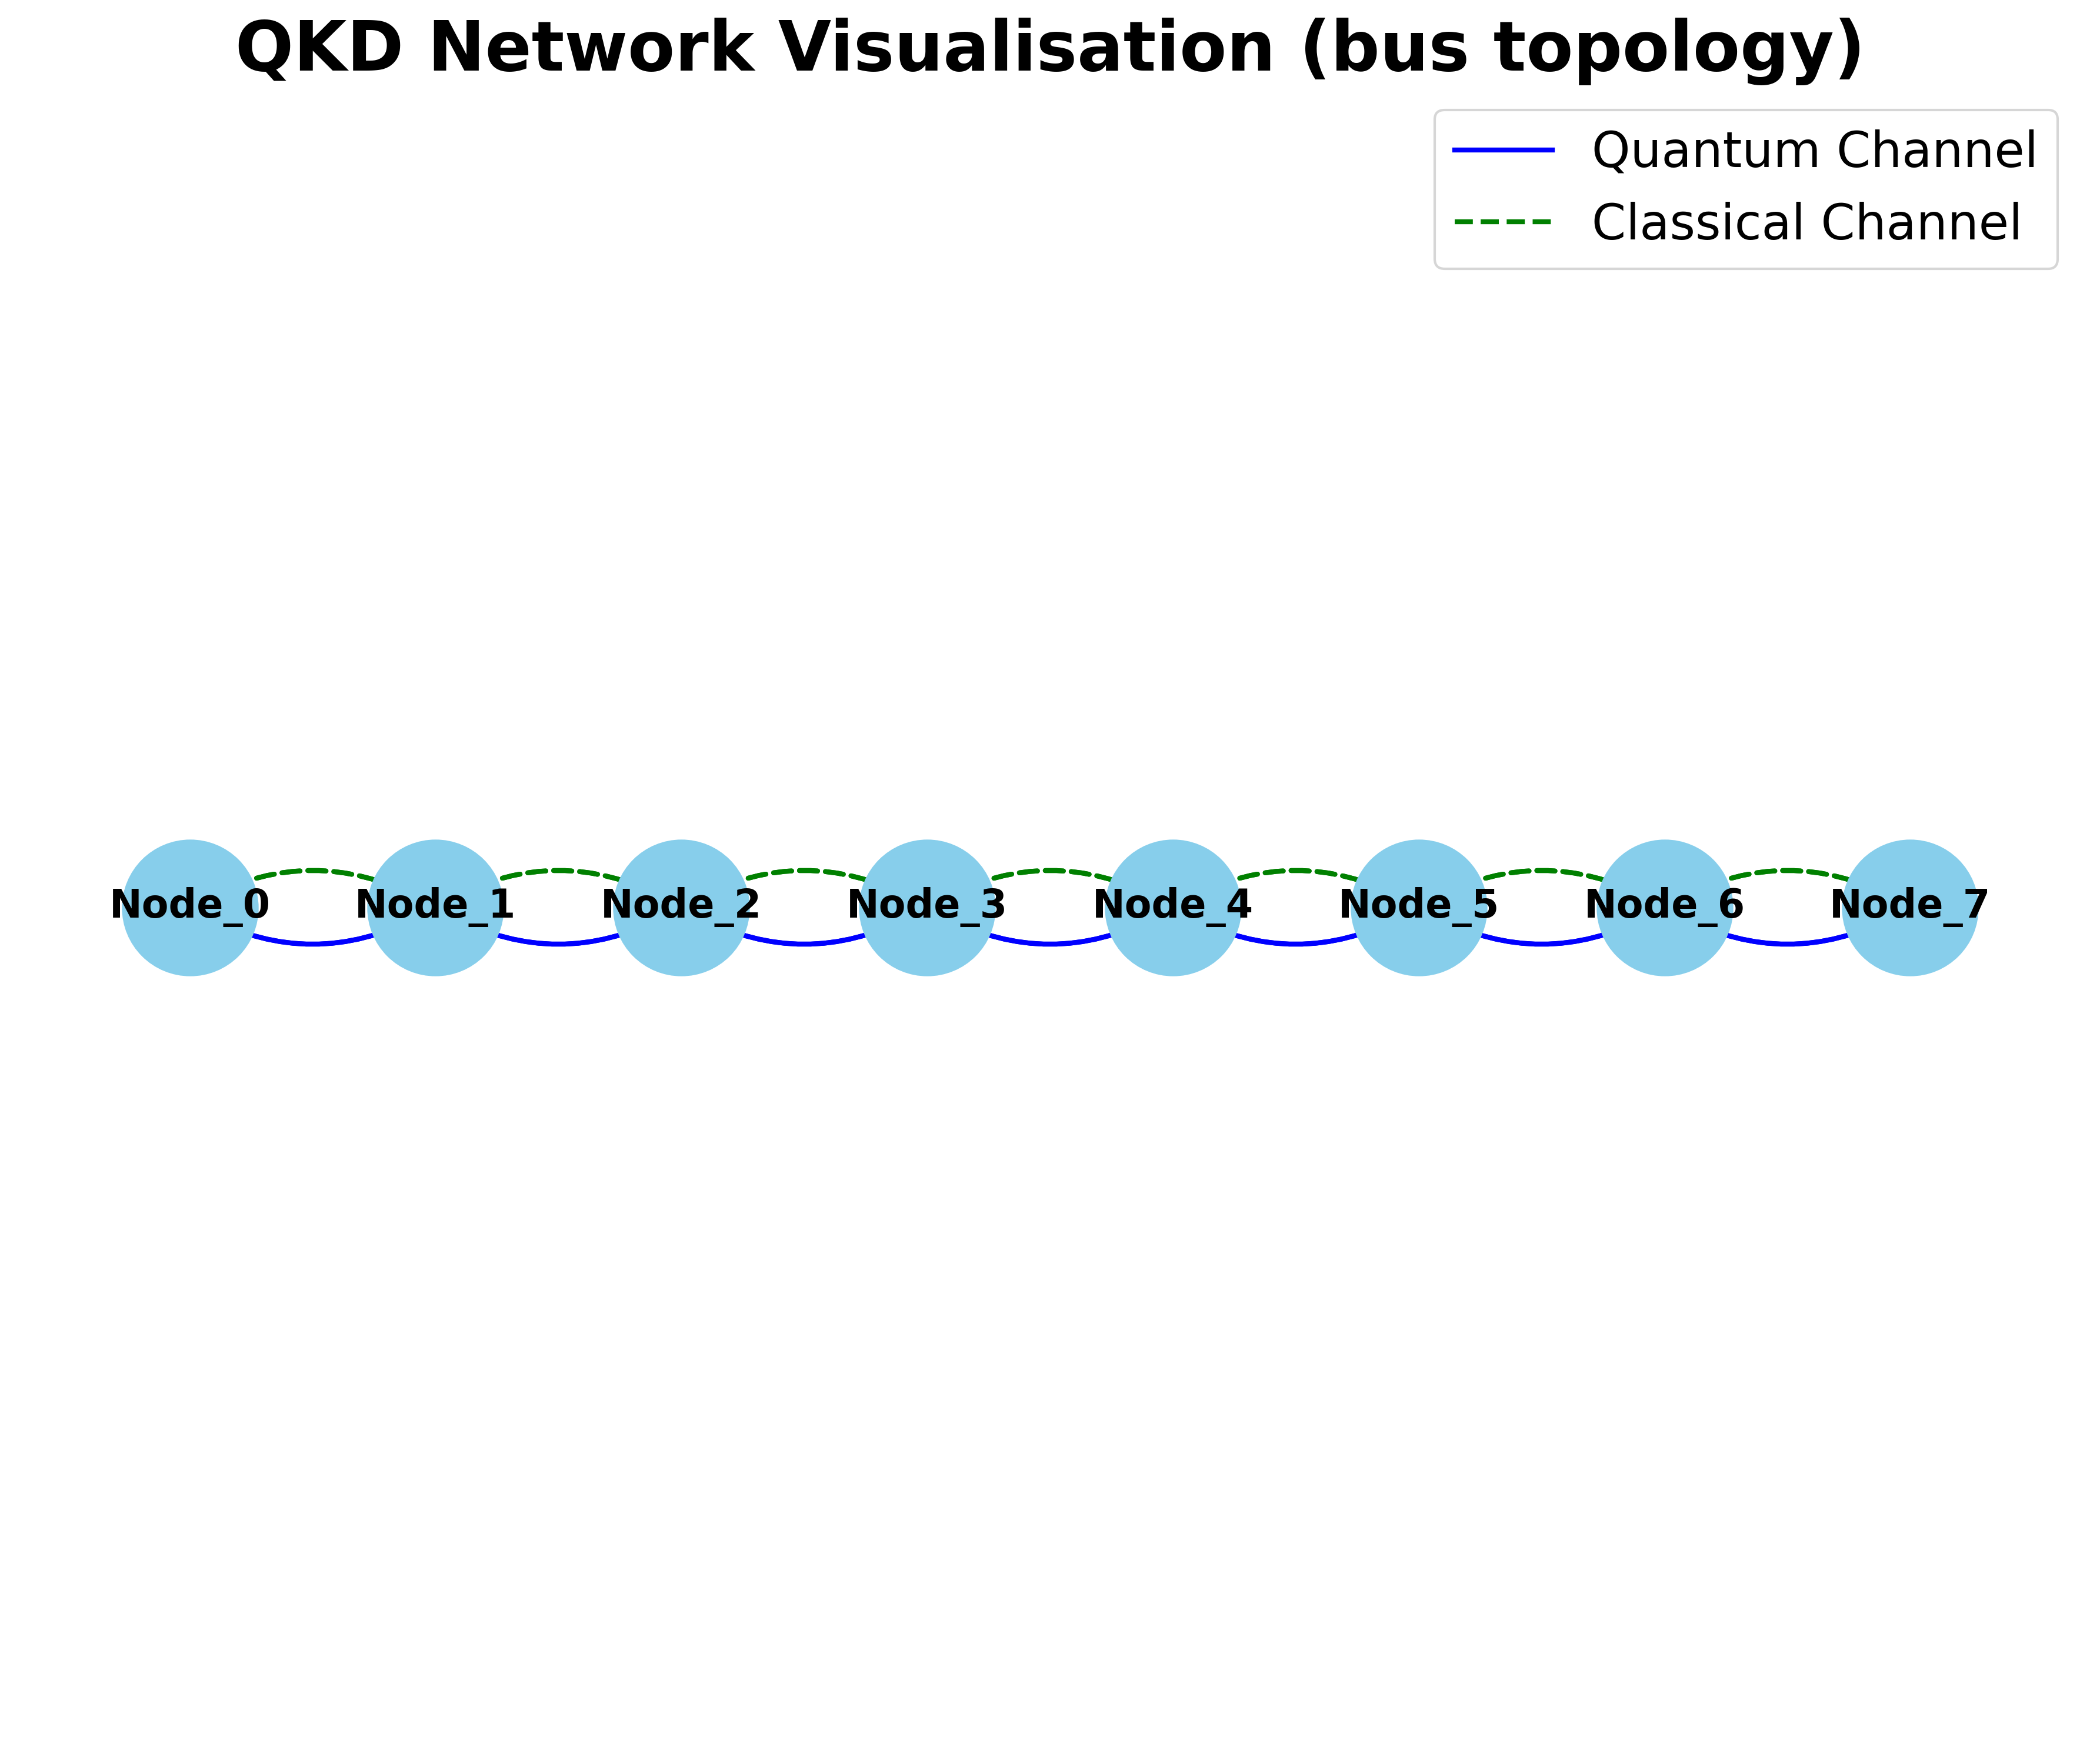 QKD Network Visualisation (bus topology)
Quantum Channel
Classical Channel
Node_0 Node_1 Node_2 Node_3 Node_4 Node_5 Node_6 Node_7